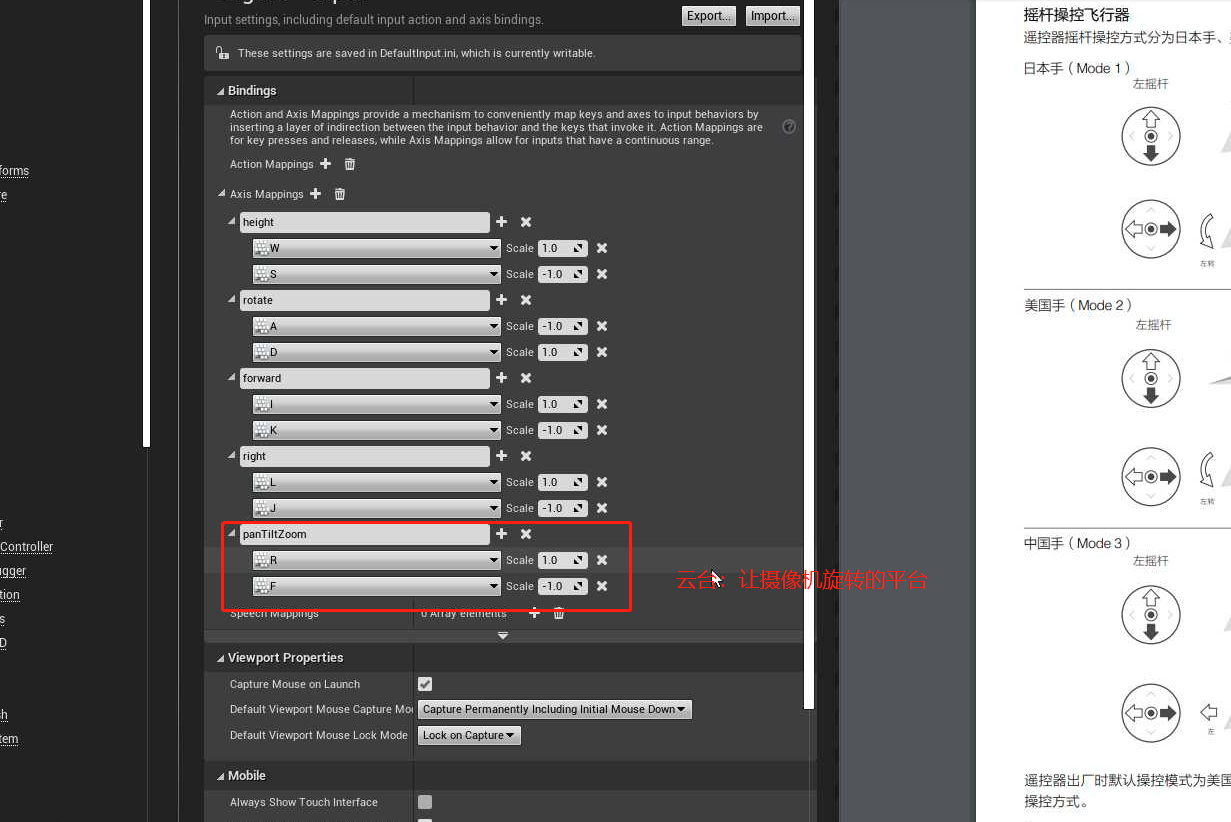 Input settings, including default input action and axis bindings.
Export...
Import...
These settings are saved in DefaultInput.ini, which is currently writable.
Bindings
Action and Axis Mappings provide a mechanism to conveniently map keys and axes to input behaviors by
inserting a layer of indirection between the input behavior and the keys that invoke it. Action Mappings are
for key presses and releases, while Axis Mappings allow for inputs that have a continuous range.
Action Mappings
Axis Mappings
height
W Scale 1.0
S Scale -1.0
rotate
A Scale -1.0
D Scale 1.0
forward
I Scale 1.0
K Scale -1.0
right
L Scale 1.0
J Scale -1.0
panTiltZoom
R Scale 1.0
F Scale -1.0
云台：让摄像机旋转的平台
Speech Mappings 0 Array elements
Viewport Properties
Capture Mouse on Launch
Default Viewport Mouse Capture Mo Capture Permanently Including Initial Mouse Down
Default Viewport Mouse Lock Mode Lock on Capture
Mobile
Always Show Touch Interface
forms
re
r
Controller
gger
tion
s
D
sh
tem
摇杆操控飞行器
遥控器摇杆操控方式分为日本手、
日本手（Mode 1）
左摇杆
左转
美国手（Mode 2）
左摇杆
左转
中国手（Mode 3）
左摇杆
左
遥控器出厂时默认操控模式为美国
操控方式。